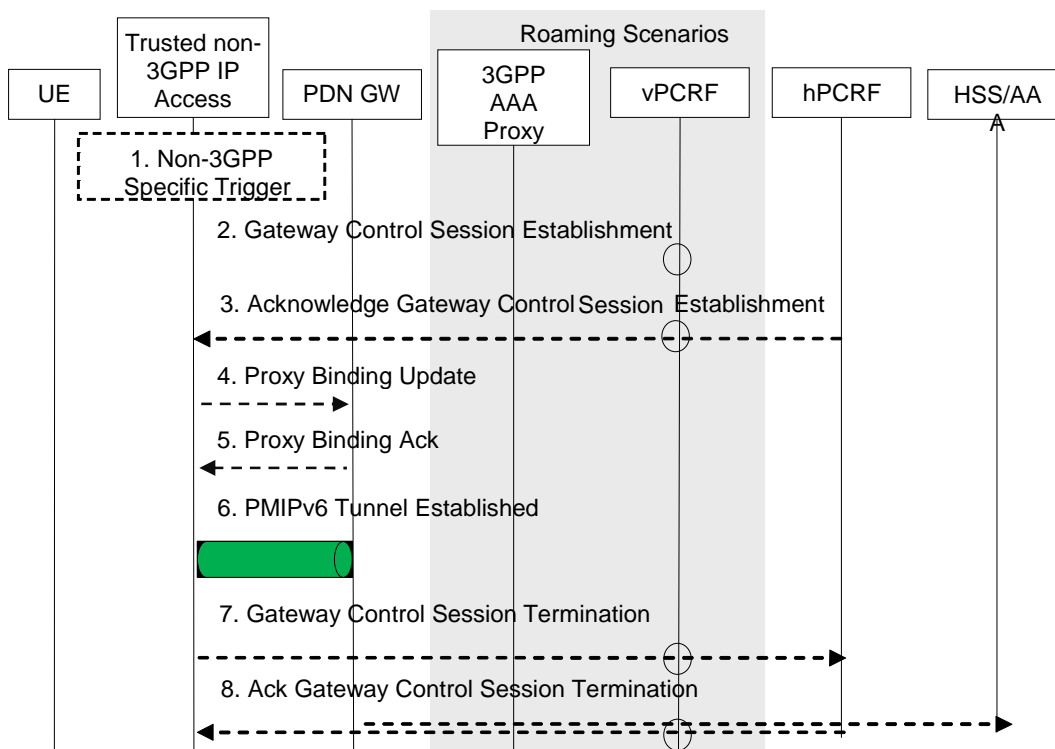 Roaming Scenarios
UE
Trusted non-
3GPP IP
Access
PDN GW
3GPP
AAA
Proxy
vPCRF
hPCRF
HSS/AA
A
1. Non-3GPP
Specific Trigger
2. Gateway Control Session Establishment
3. Acknowledge Gateway Control Session Establishment
4. Proxy Binding Update
5. Proxy Binding Ack
6. PMIPv6 Tunnel Established
7. Gateway Control Session Termination
8. Ack Gateway Control Session Termination